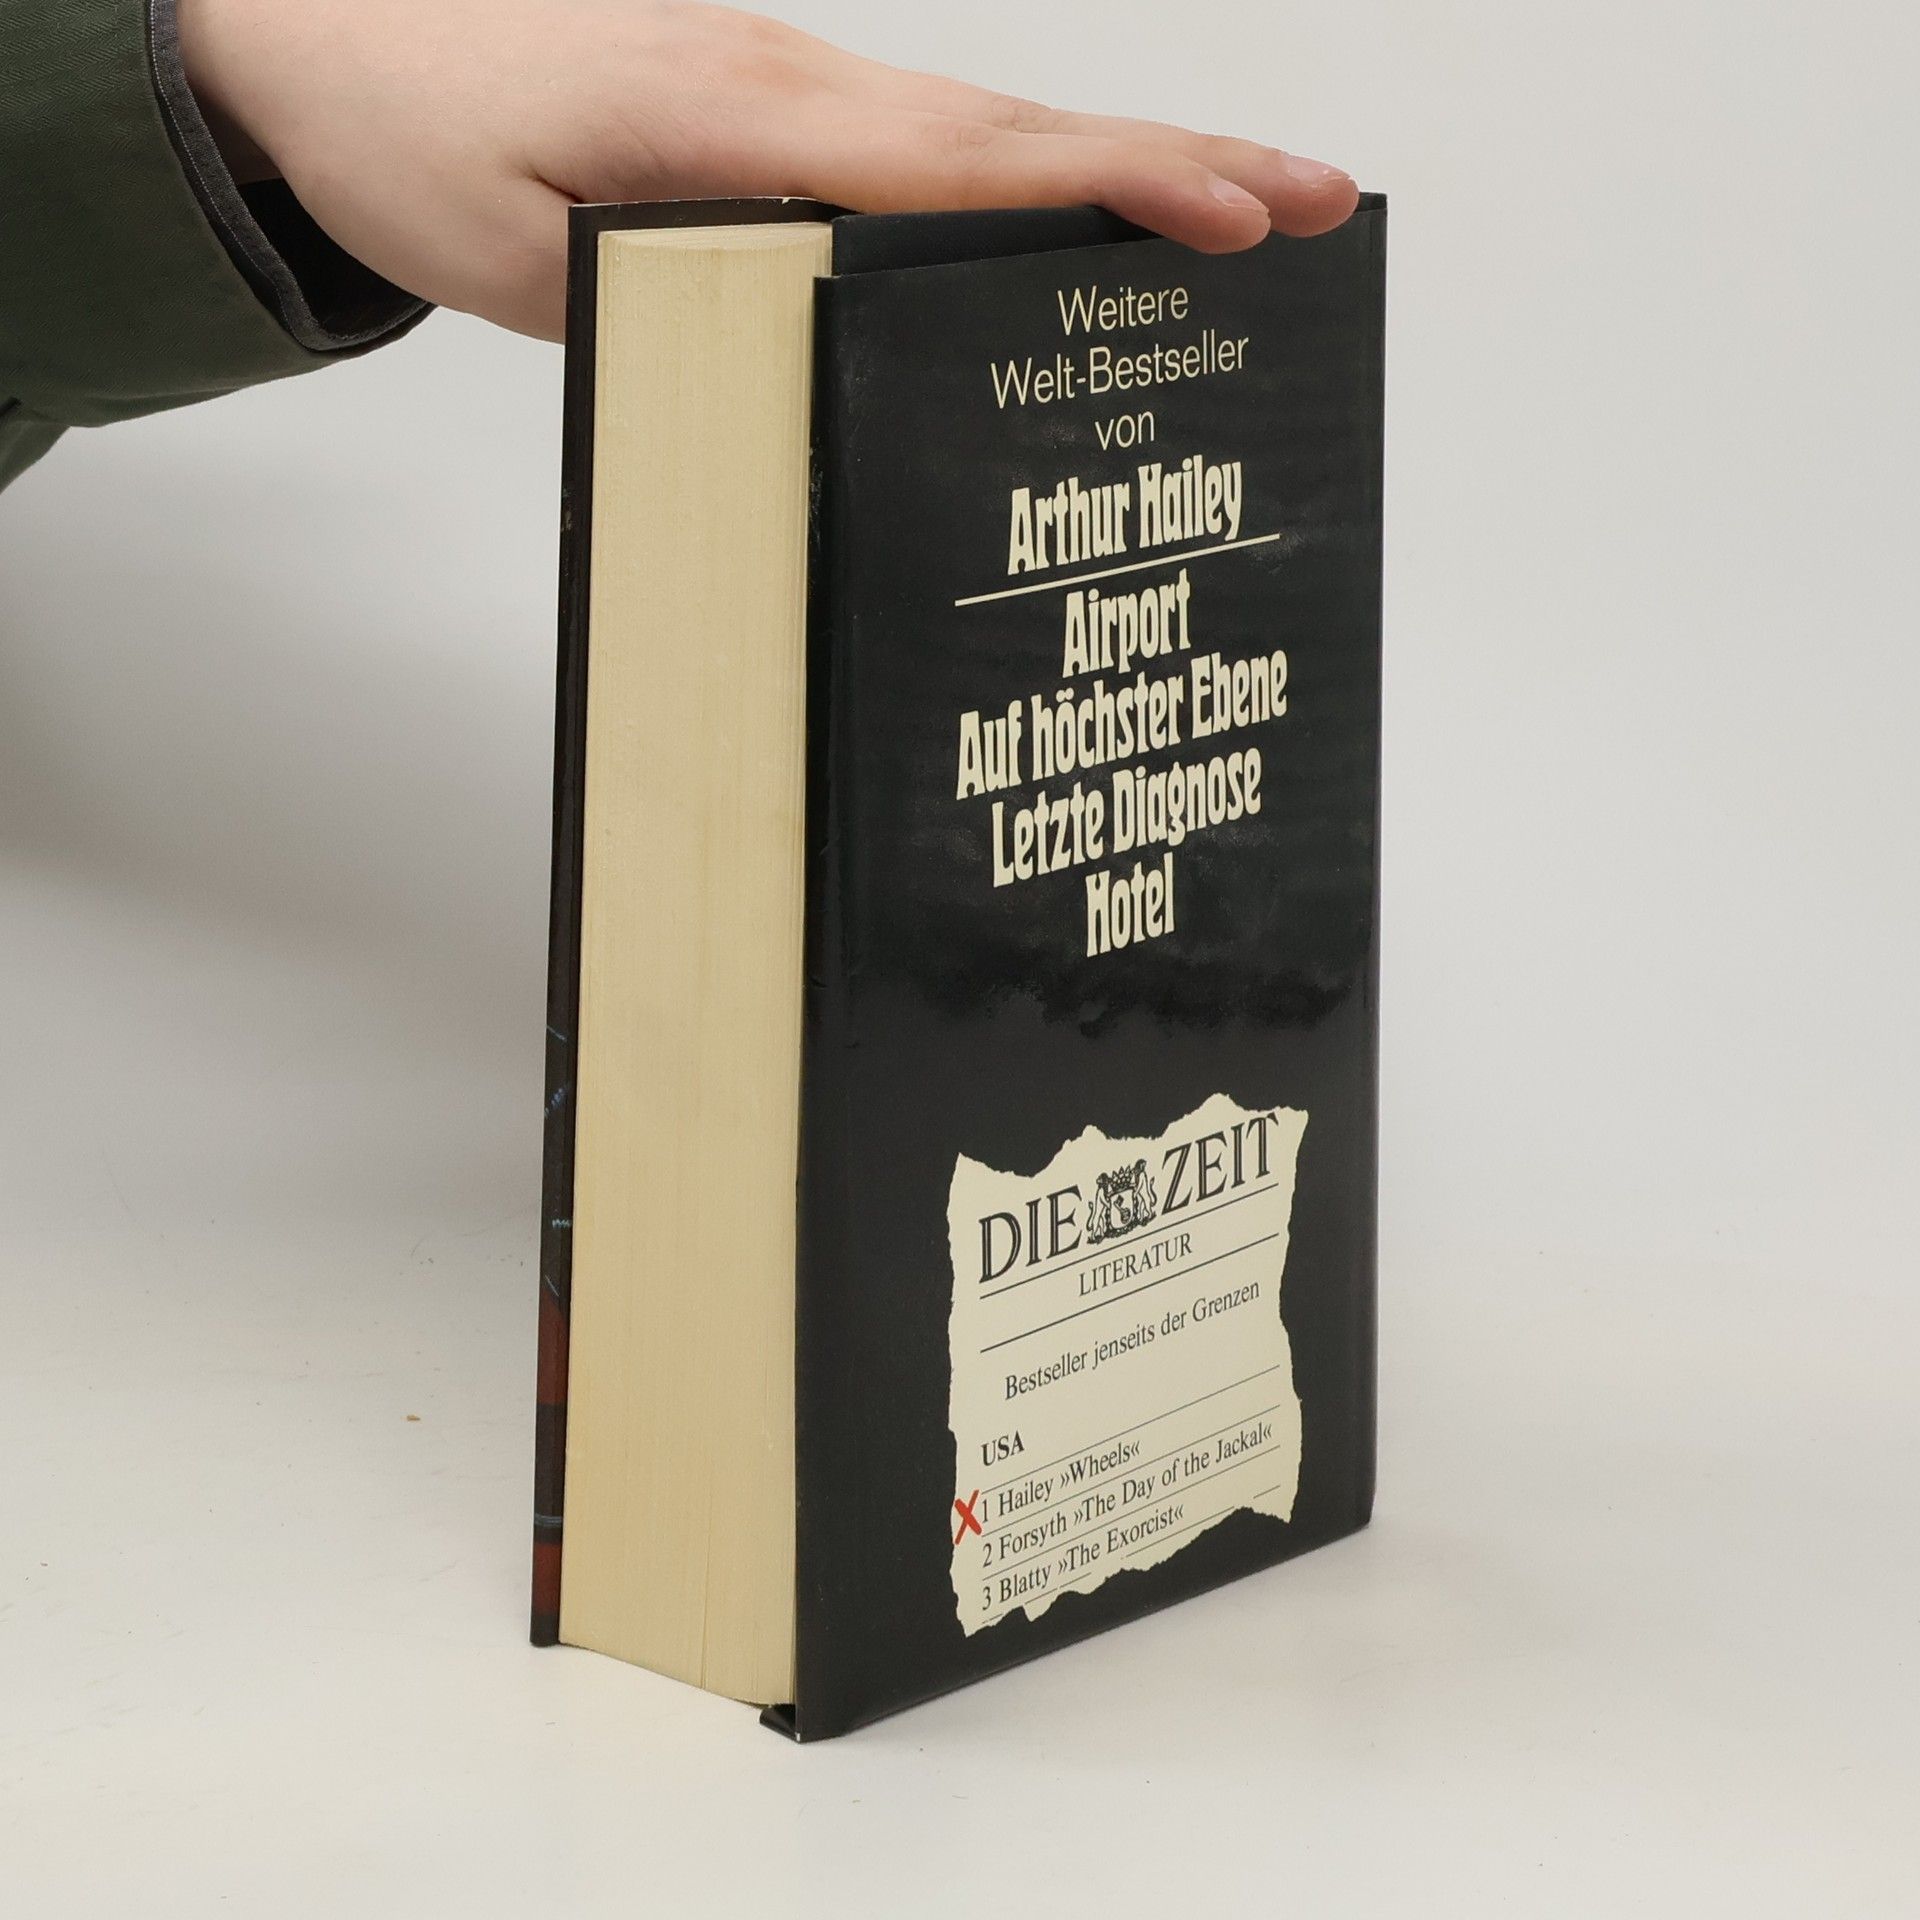 Weitere
Welt-Bestseller
von
Arthur Hailey
Airport
Auf höchster Ebene
Letzte Diagnose
Hotel
DIE ZEIT
LITERATUR
Bestseller jenseits der Grenzen
USA
1 Hailey »Wheels«
2 Forsyth »The Day of the Jackal«
3 Blatty »The Exorcist«